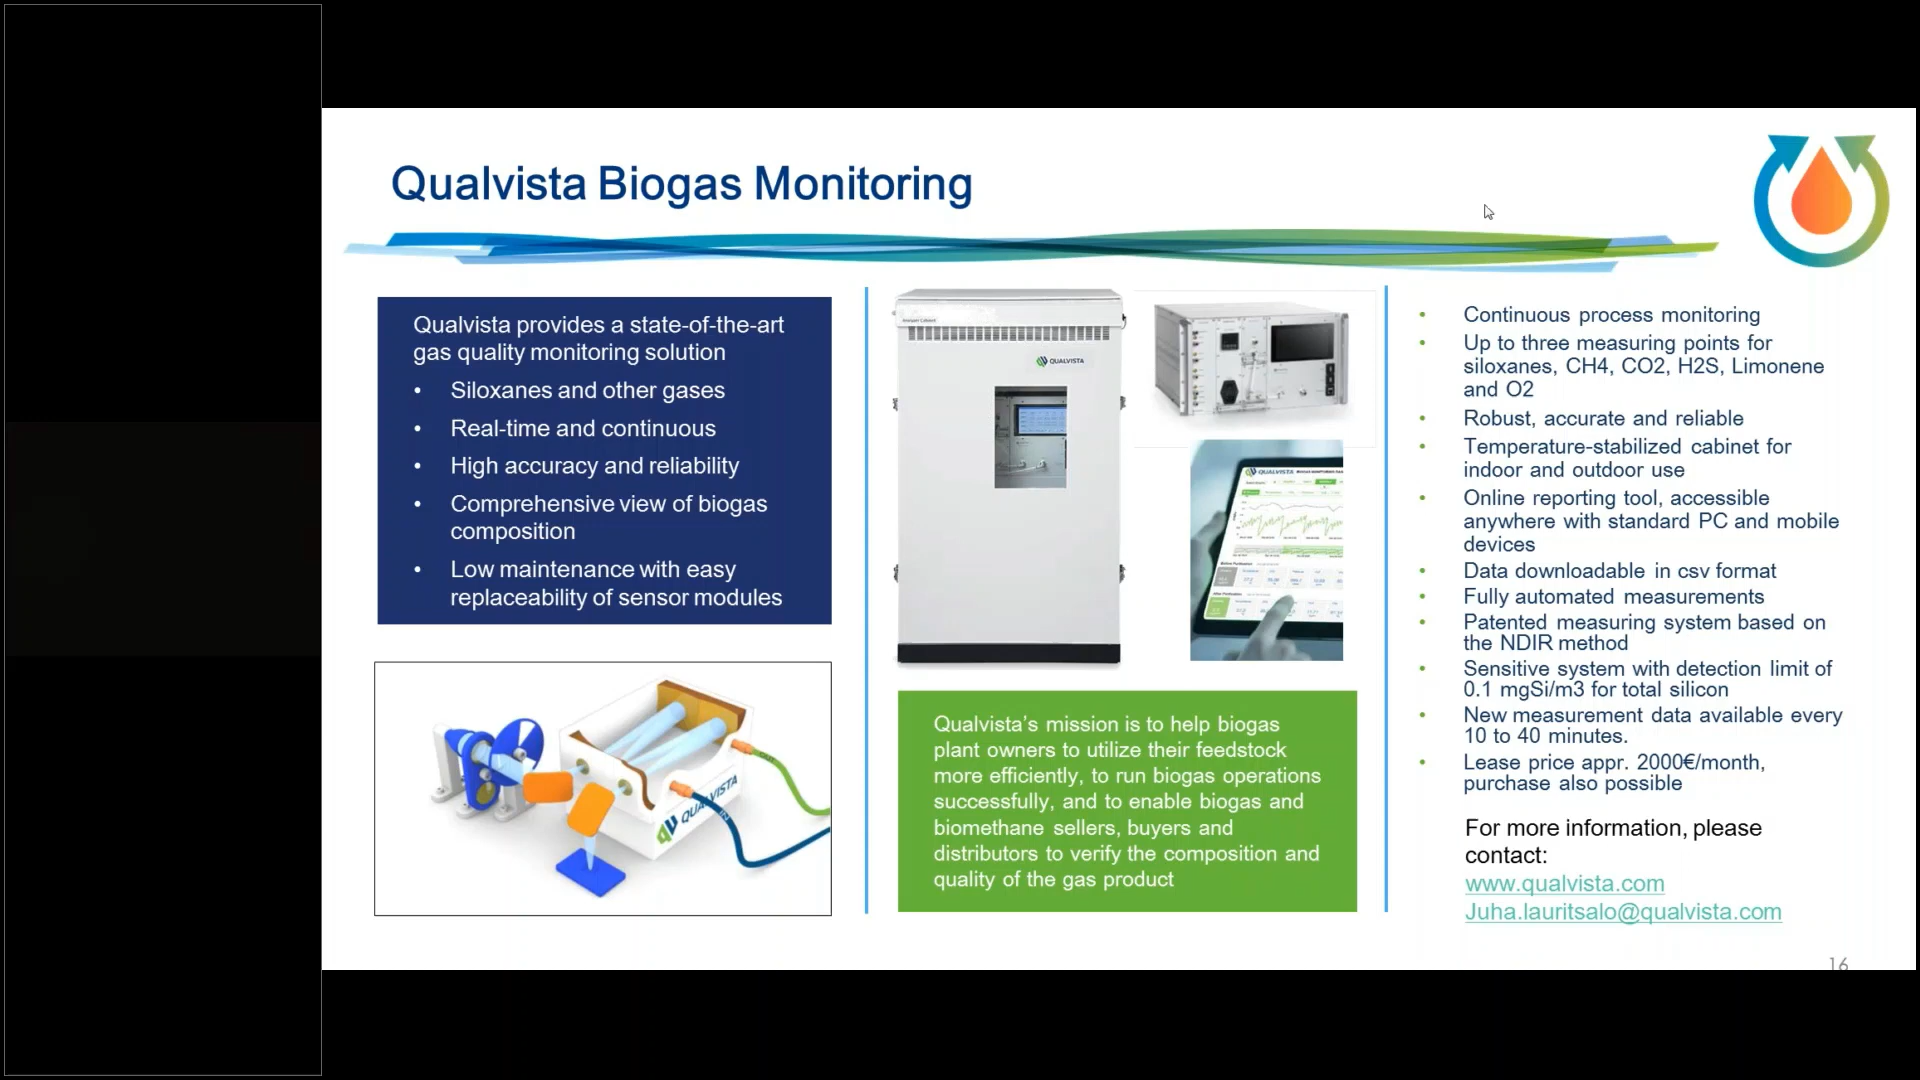 Qualvista Biogas Monitoring
Qualvista provides a state-of-the-art
gas quality monitoring solution
• Siloxanes and other gases
• Real-time and continuous
• High accuracy and reliability
• Comprehensive view of biogas
composition
• Low maintenance with easy
replaceability of sensor modules
QUALVISTA
OUT
IN
QUALVISTA
QUALVISTA
Qualvista's mission is to help biogas
plant owners to utilize their feedstock
more efficiently, to run biogas operations
successfully, and to enable biogas and
biomethane sellers, buyers and
distributors to verify the composition and
quality of the gas product
• Continuous process monitoring
• Up to three measuring points for
siloxanes, CH4, CO2, H2S, Limonene
and O2
• Robust, accurate and reliable
• Temperature-stabilized cabinet for
indoor and outdoor use
• Online reporting tool, accessible
anywhere with standard PC and mobile
devices
• Data downloadable in csv format
• Fully automated measurements
• Patented measuring system based on
the NDIR method
• Sensitive system with detection limit of
0.1 mgSi/m3 for total silicon
• New measurement data available every
10 to 40 minutes.
• Lease price appr. 2000€/month,
purchase also possible
For more information, please
contact:
www.qualvista.com
Juha.lauritsalo@qualvista.com
16